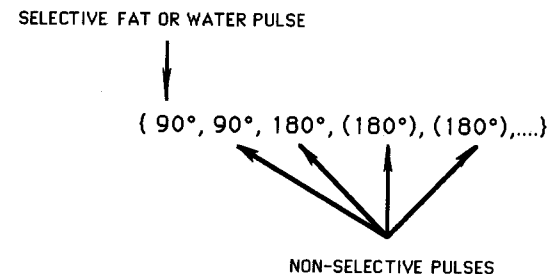 SELECTIVE FAT OR WATER PULSE
{ 90°, 90°, 180°, (180°), (180°),....}
NON-SELECTIVE PULSES